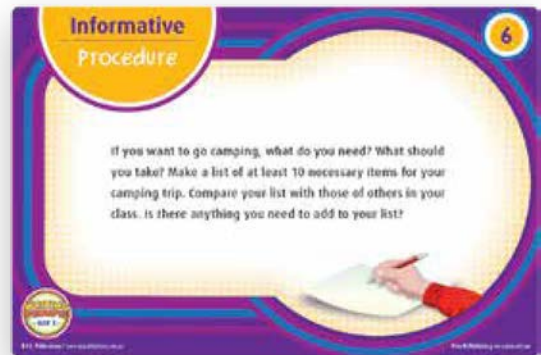 Informative
Procedure
6
If you want to go camping, what do you need? What should
you take? Make a list of at least 10 necessary items for your
camping trip. Compare your list with those of others in your
class. Is there anything you need to add to your list?